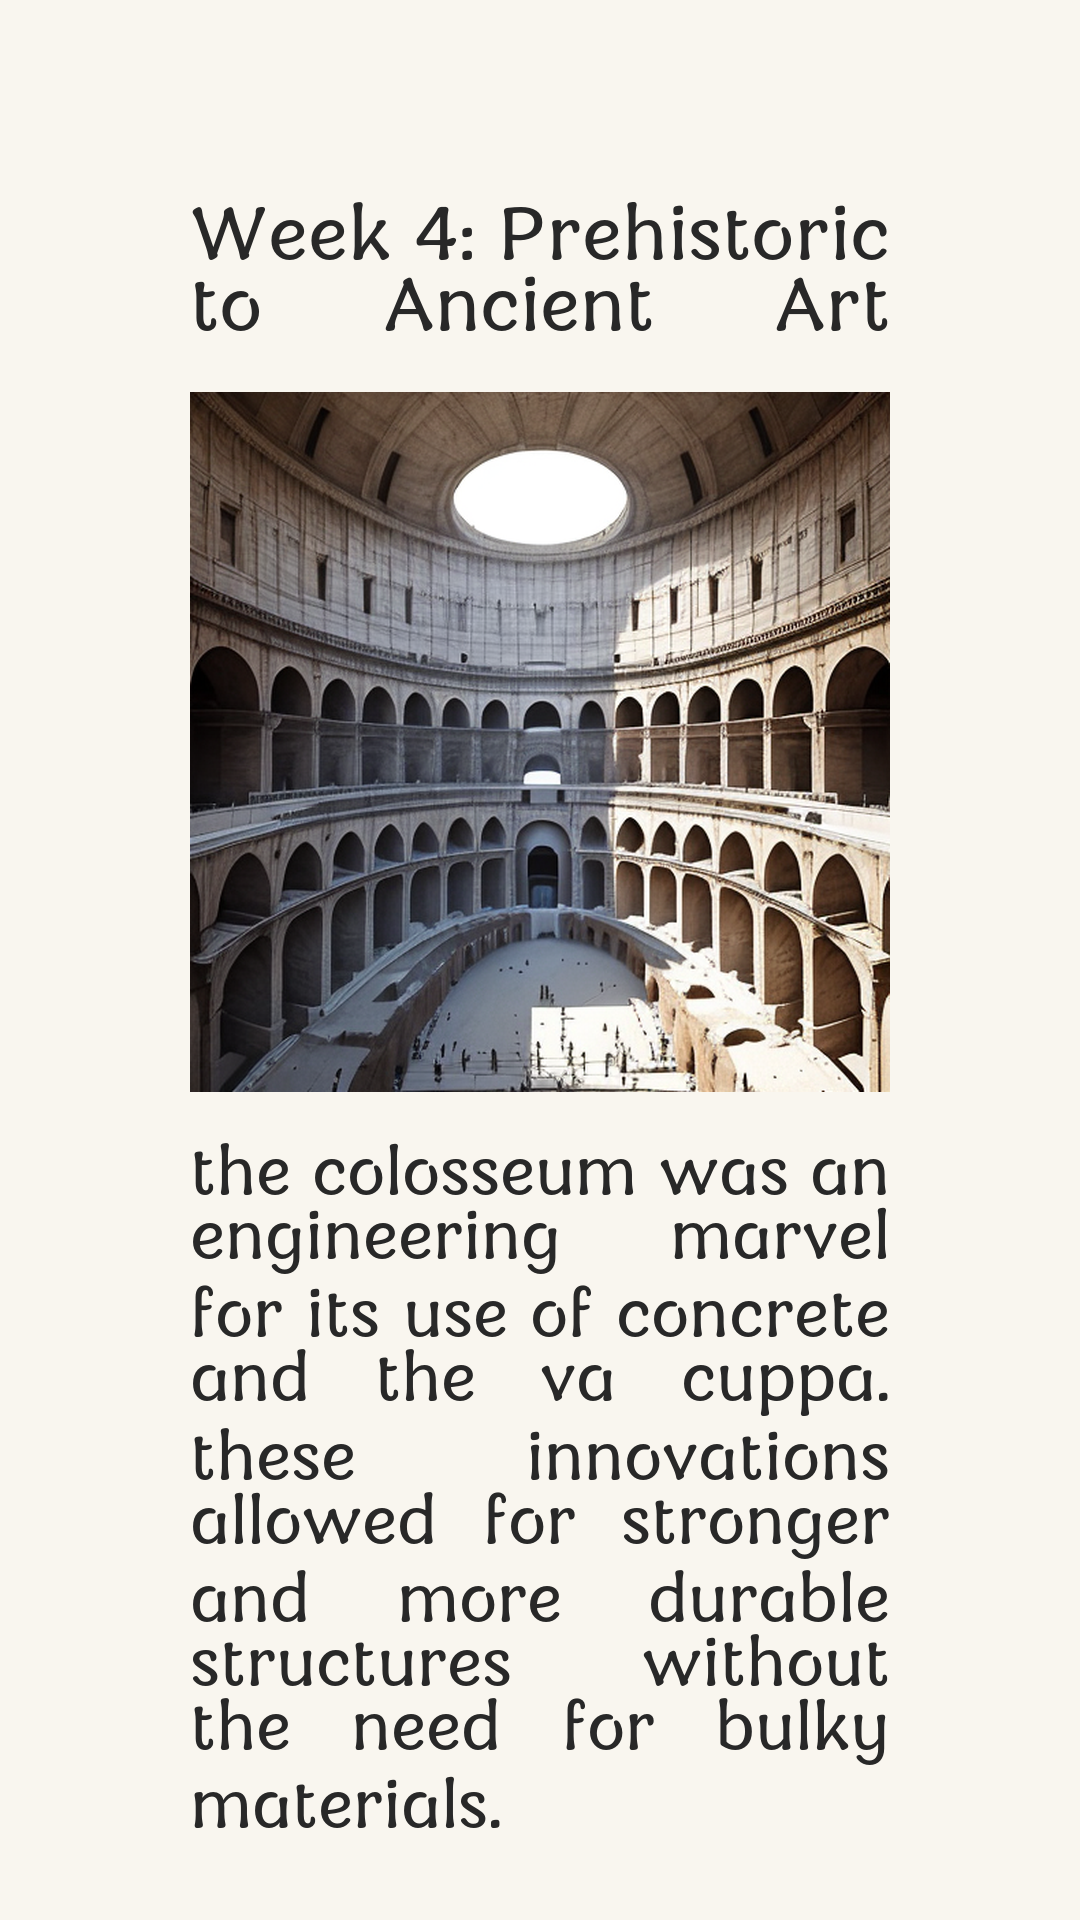 Week 4: Prehistoric
to Ancient Art
the colosseum was an
engineering marvel
for its use of concrete
and the va cuppa.
these innovations
allowed for stronger
and more durable
structures without
the need for bulky
materials.